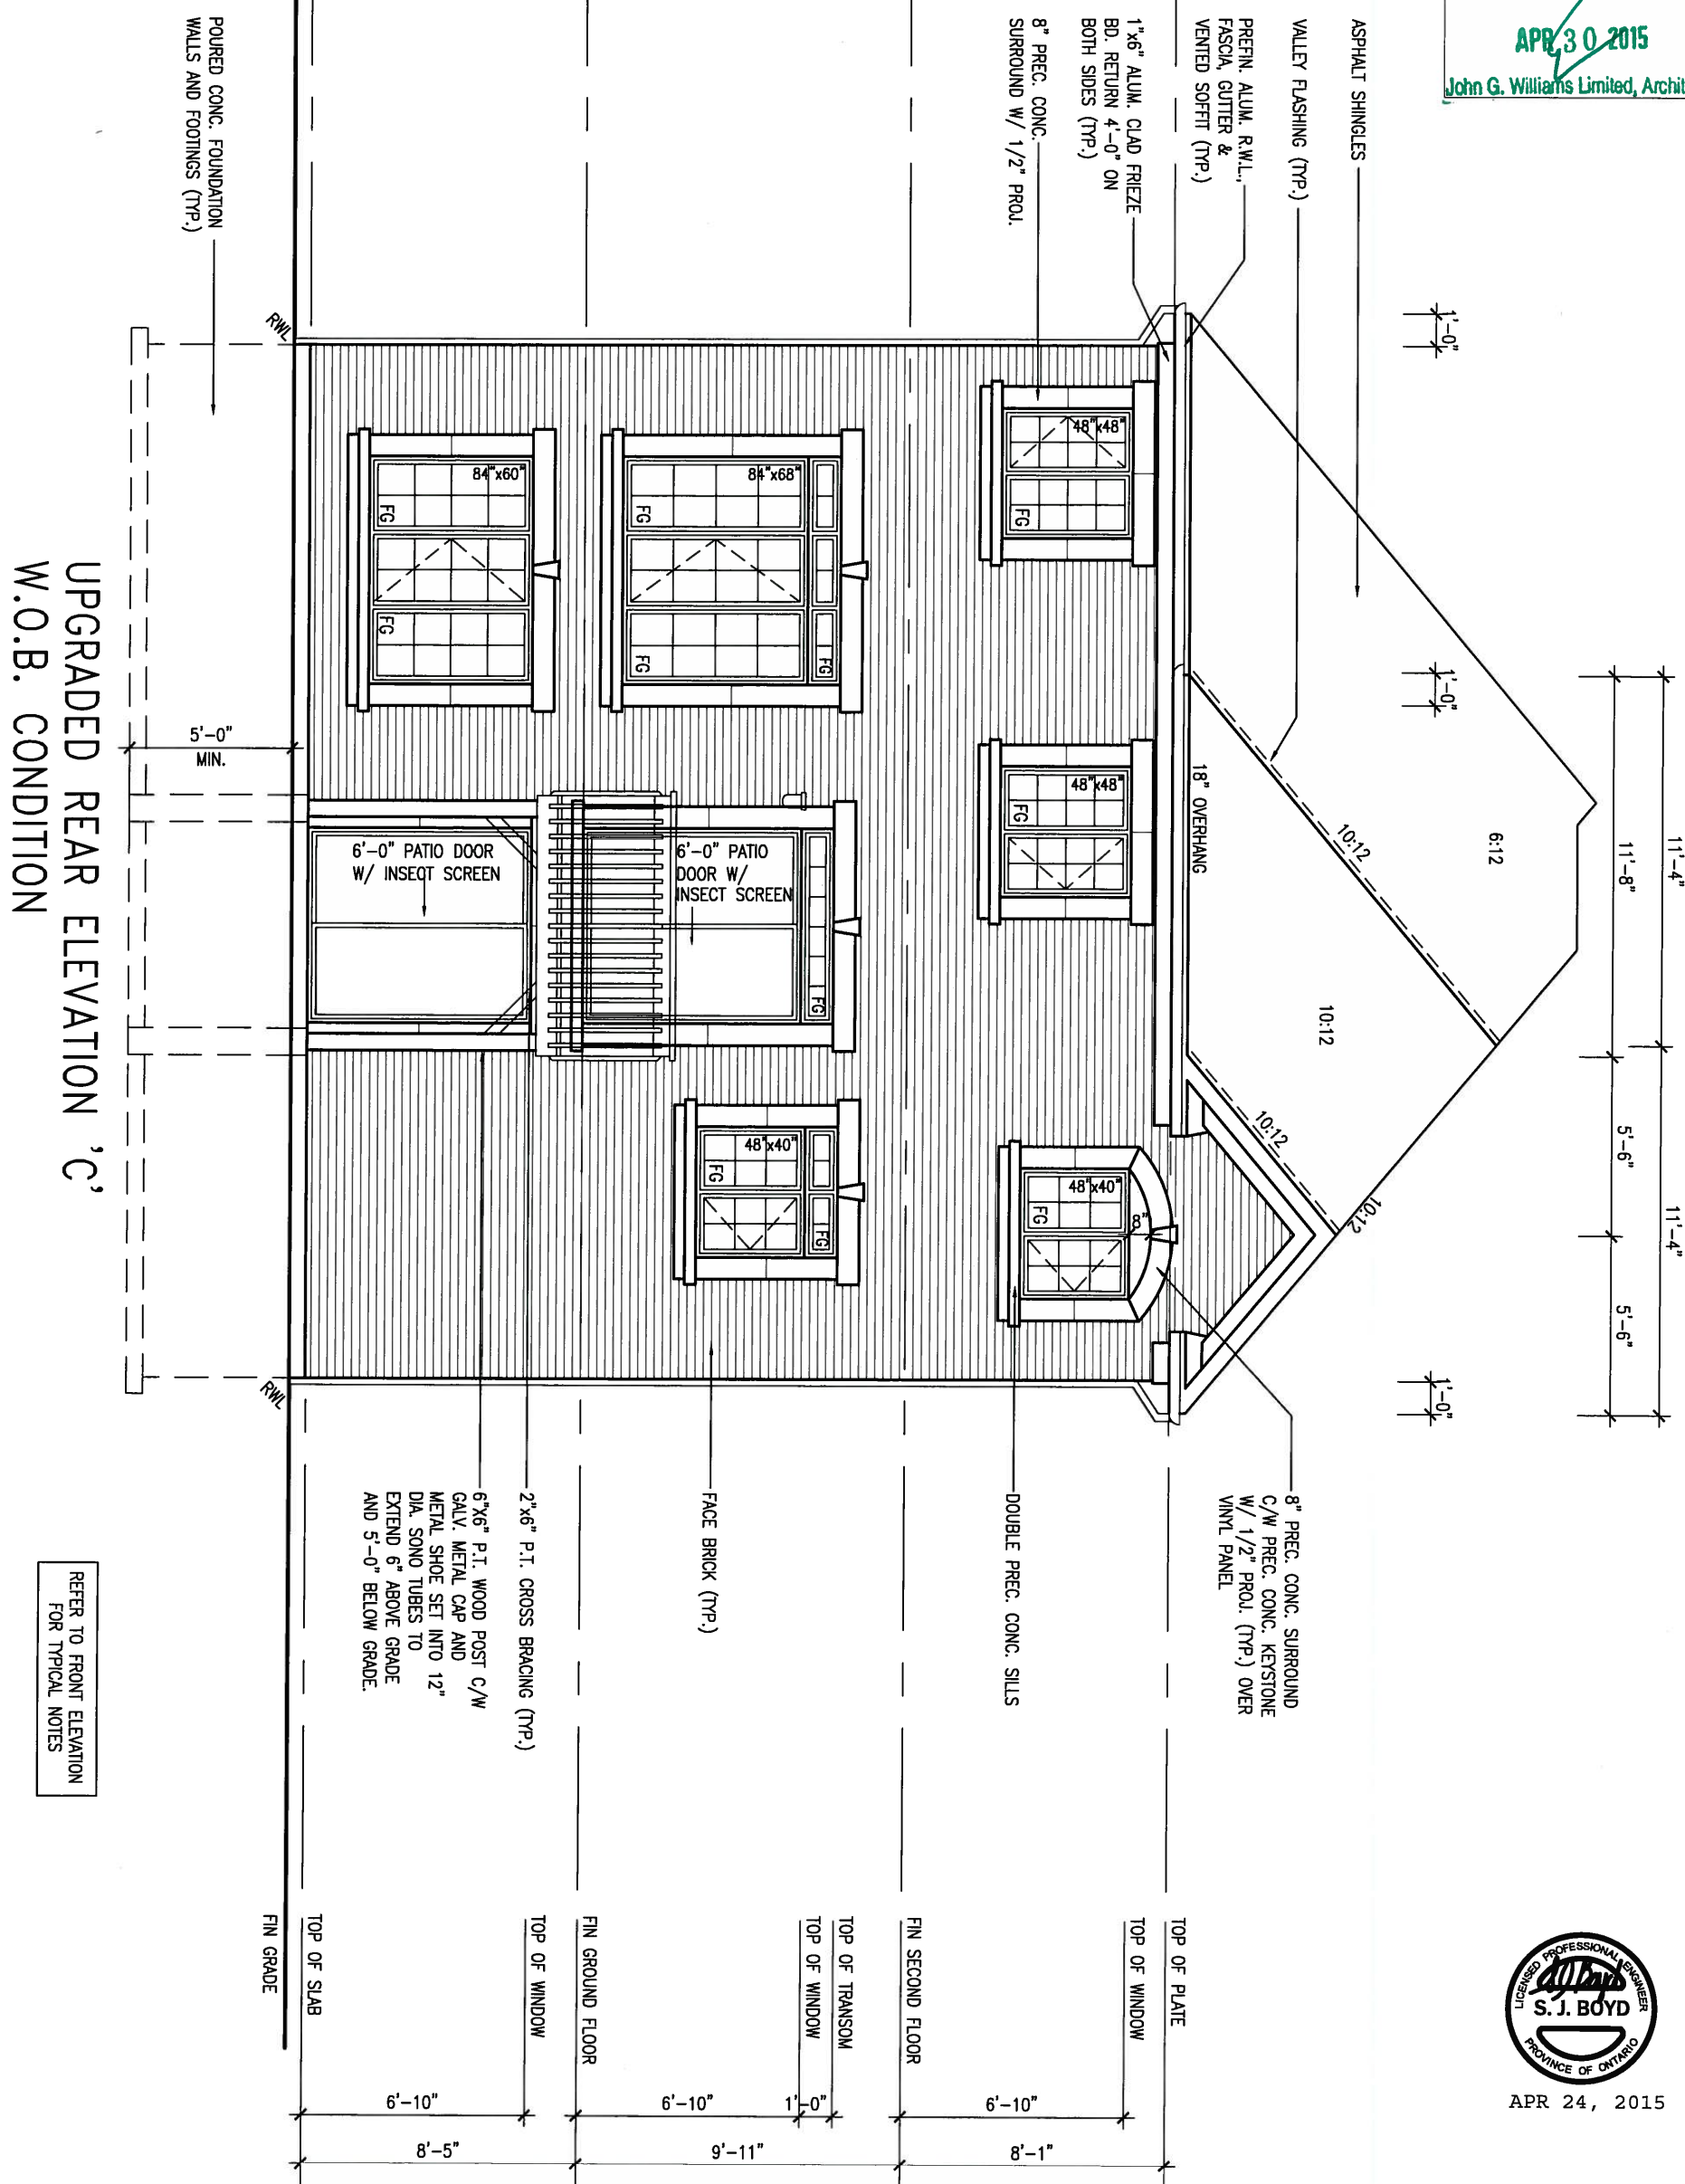 APR 30 2015
John G. Williams Limited, Archit
ASPHALT SHINGLES
VALLEY FLASHING (TYP.)
PREFIN. ALUM. R.W.L.,
FASCIA, GUTTER &
VENTED SOFFIT (TYP.)
1"x6" ALUM. CLAD FRIEZE
BD. RETURN 4'-0" ON
BOTH SIDES (TYP.)
8" PREC. CONC.
SURROUND W/ 1/2" PROJ.
POURED CONC. FOUNDATION
WALLS AND FOOTINGS (TYP.)
11'-4"
11'-4"
11'-8"
5'-6"
5'-6"
1'-0"
1'-0"
1'-0"
6:12
10:12
10:12
10:12
10:12
18" OVERHANG
48"x48"
FG
48"x48"
FG
48"x40"
FG
8"
84"x68"
FG
FG
FG
6'-0" PATIO
DOOR W/
INSECT SCREEN
FG
48"x40"
FG
FG
84"x60"
FG
FG
6'-0" PATIO DOOR
W/ INSECT SCREEN
RWL
RWL
5'-0"
MIN.
8" PREC. CONC. SURROUND
C/W PREC. CONC. KEYSTONE
W/ 1/2" PROJ. (TYP.) OVER
VINYL PANEL
DOUBLE PREC. CONC. SILLS
FACE BRICK (TYP.)
2"x6" P.T. CROSS BRACING (TYP.)
6"X6" P.T. WOOD POST C/W
GALV. METAL CAP AND
METAL SHOE SET INTO 12"
DIA. SONO TUBES TO
EXTEND 6" ABOVE GRADE
AND 5'-0" BELOW GRADE.
TOP OF PLATE
TOP OF WINDOW
FIN SECOND FLOOR
TOP OF TRANSOM
TOP OF WINDOW
FIN GROUND FLOOR
TOP OF WINDOW
TOP OF SLAB
FIN GRADE
6'-10"
1'-0"
6'-10"
6'-10"
8'-1"
9'-11"
8'-5"
UPGRADED REAR ELEVATION 'C'
W.O.B. CONDITION
REFER TO FRONT ELEVATION
FOR TYPICAL NOTES
LICENSED PROFESSIONAL ENGINEER
S. J. BOYD
PROVINCE OF ONTARIO
APR 24, 2015